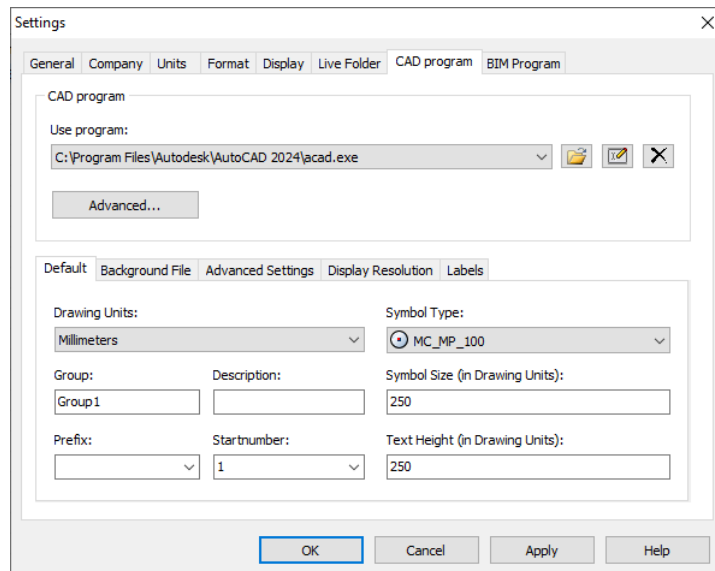 Settings
General Company Units Format Display Live Folder CAD program BIM Program
CAD program
Use program:
C:\Program Files\Autodesk\AutoCAD 2024\acad.exe
Advanced...
Default Background File Advanced Settings Display Resolution Labels
Drawing Units: Symbol Type:
Millimeters MC_MP_100
Group: Description: Symbol Size (in Drawing Units):
Group1 250
Prefix: Startnumber: Text Height (in Drawing Units):
1 250
OK Cancel Apply Help